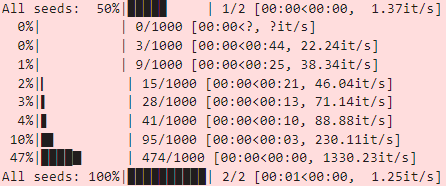 All seeds:  50%|█████     | 1/2 [00:00<00:00,  1.37it/s]
  0%|          | 0/1000 [00:00<?, ?it/s]
  0%|          | 3/1000 [00:00<00:44, 22.24it/s]
  1%|          | 9/1000 [00:00<00:25, 38.34it/s]
  2%|▏         | 15/1000 [00:00<00:21, 46.04it/s]
  3%|▎         | 28/1000 [00:00<00:13, 71.14it/s]
  4%|▍         | 41/1000 [00:00<00:10, 88.88it/s]
 10%|▉         | 95/1000 [00:00<00:03, 230.11it/s]
 47%|████▋     | 474/1000 [00:00<00:00, 1330.23it/s]
All seeds: 100%|██████████| 2/2 [00:01<00:00,  1.25it/s]